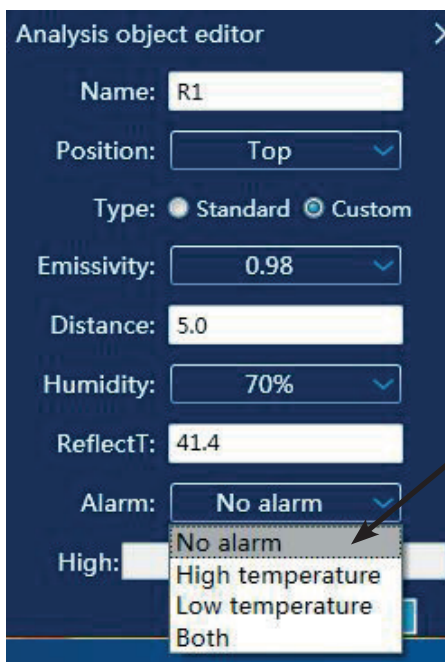 Analysis object editor
Name: R1
Position: Top
Type: Standard Custom
Emissivity: 0.98
Distance: 5.0
Humidity: 70%
ReflectT: 41.4
Alarm: No alarm
No alarm
High:
High temperature
Low temperature
Both